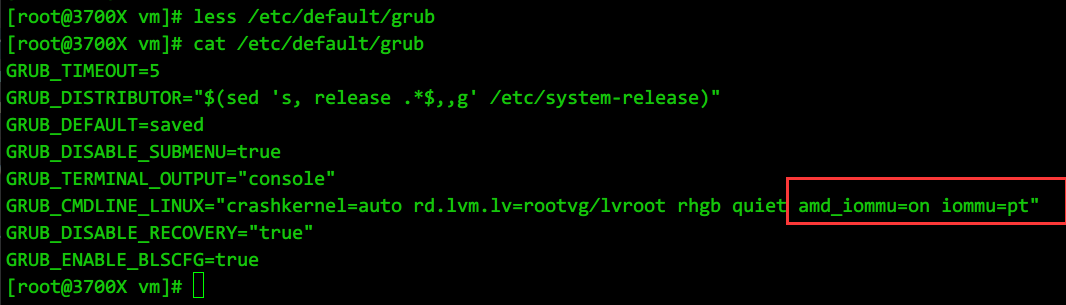 [root@3700X vm]# less /etc/default/grub
[root@3700X vm]# cat /etc/default/grub
GRUB_TIMEOUT=5
GRUB_DISTRIBUTOR="$(sed 's, release .*$,,g' /etc/system-release)"
GRUB_DEFAULT=saved
GRUB_DISABLE_SUBMENU=true
GRUB_TERMINAL_OUTPUT="console"
GRUB_CMDLINE_LINUX="crashkernel=auto rd.lvm.lv=rootvg/lvroot rhgb quiet amd_iommu=on iommu=pt"
GRUB_DISABLE_RECOVERY="true"
GRUB_ENABLE_BLSCFG=true
[root@3700X vm]#